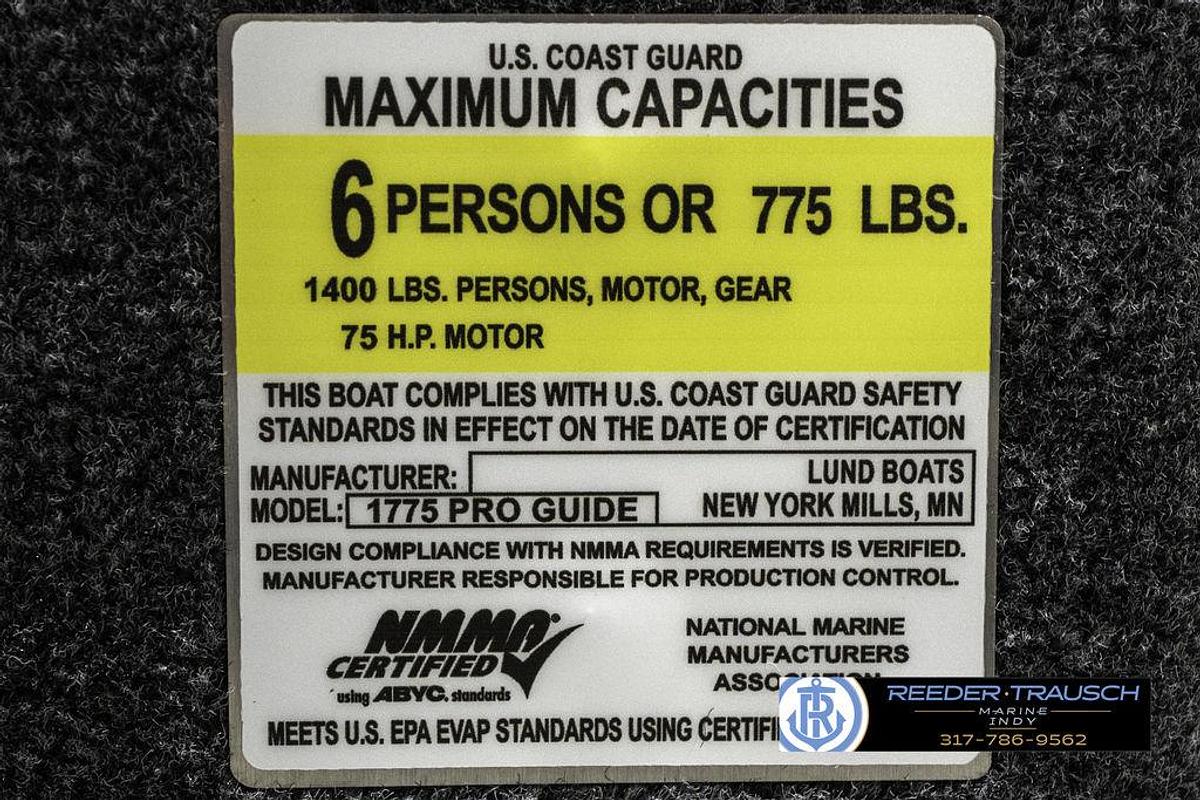 U.S. COAST GUARD
MAXIMUM CAPACITIES
6 PERSONS OR 775 LBS.
1400 LBS. PERSONS, MOTOR, GEAR
75 H.P. MOTOR
THIS BOAT COMPLIES WITH U.S. COAST GUARD SAFETY
STANDARDS IN EFFECT ON THE DATE OF CERTIFICATION
MANUFACTURER: LUND BOATS
MODEL: 1775 PRO GUIDE NEW YORK MILLS, MN
DESIGN COMPLIANCE WITH NMMA REQUIREMENTS IS VERIFIED.
MANUFACTURER RESPONSIBLE FOR PRODUCTION CONTROL.
NMMA®
CERTIFIED
using ABYC. standards
NATIONAL MARINE
MANUFACTURERS
MEETS U.S. EPA EVAP STANDARDS USING
R
REEDER·TRAUSCH
MARINE
INDY
317-786-9562